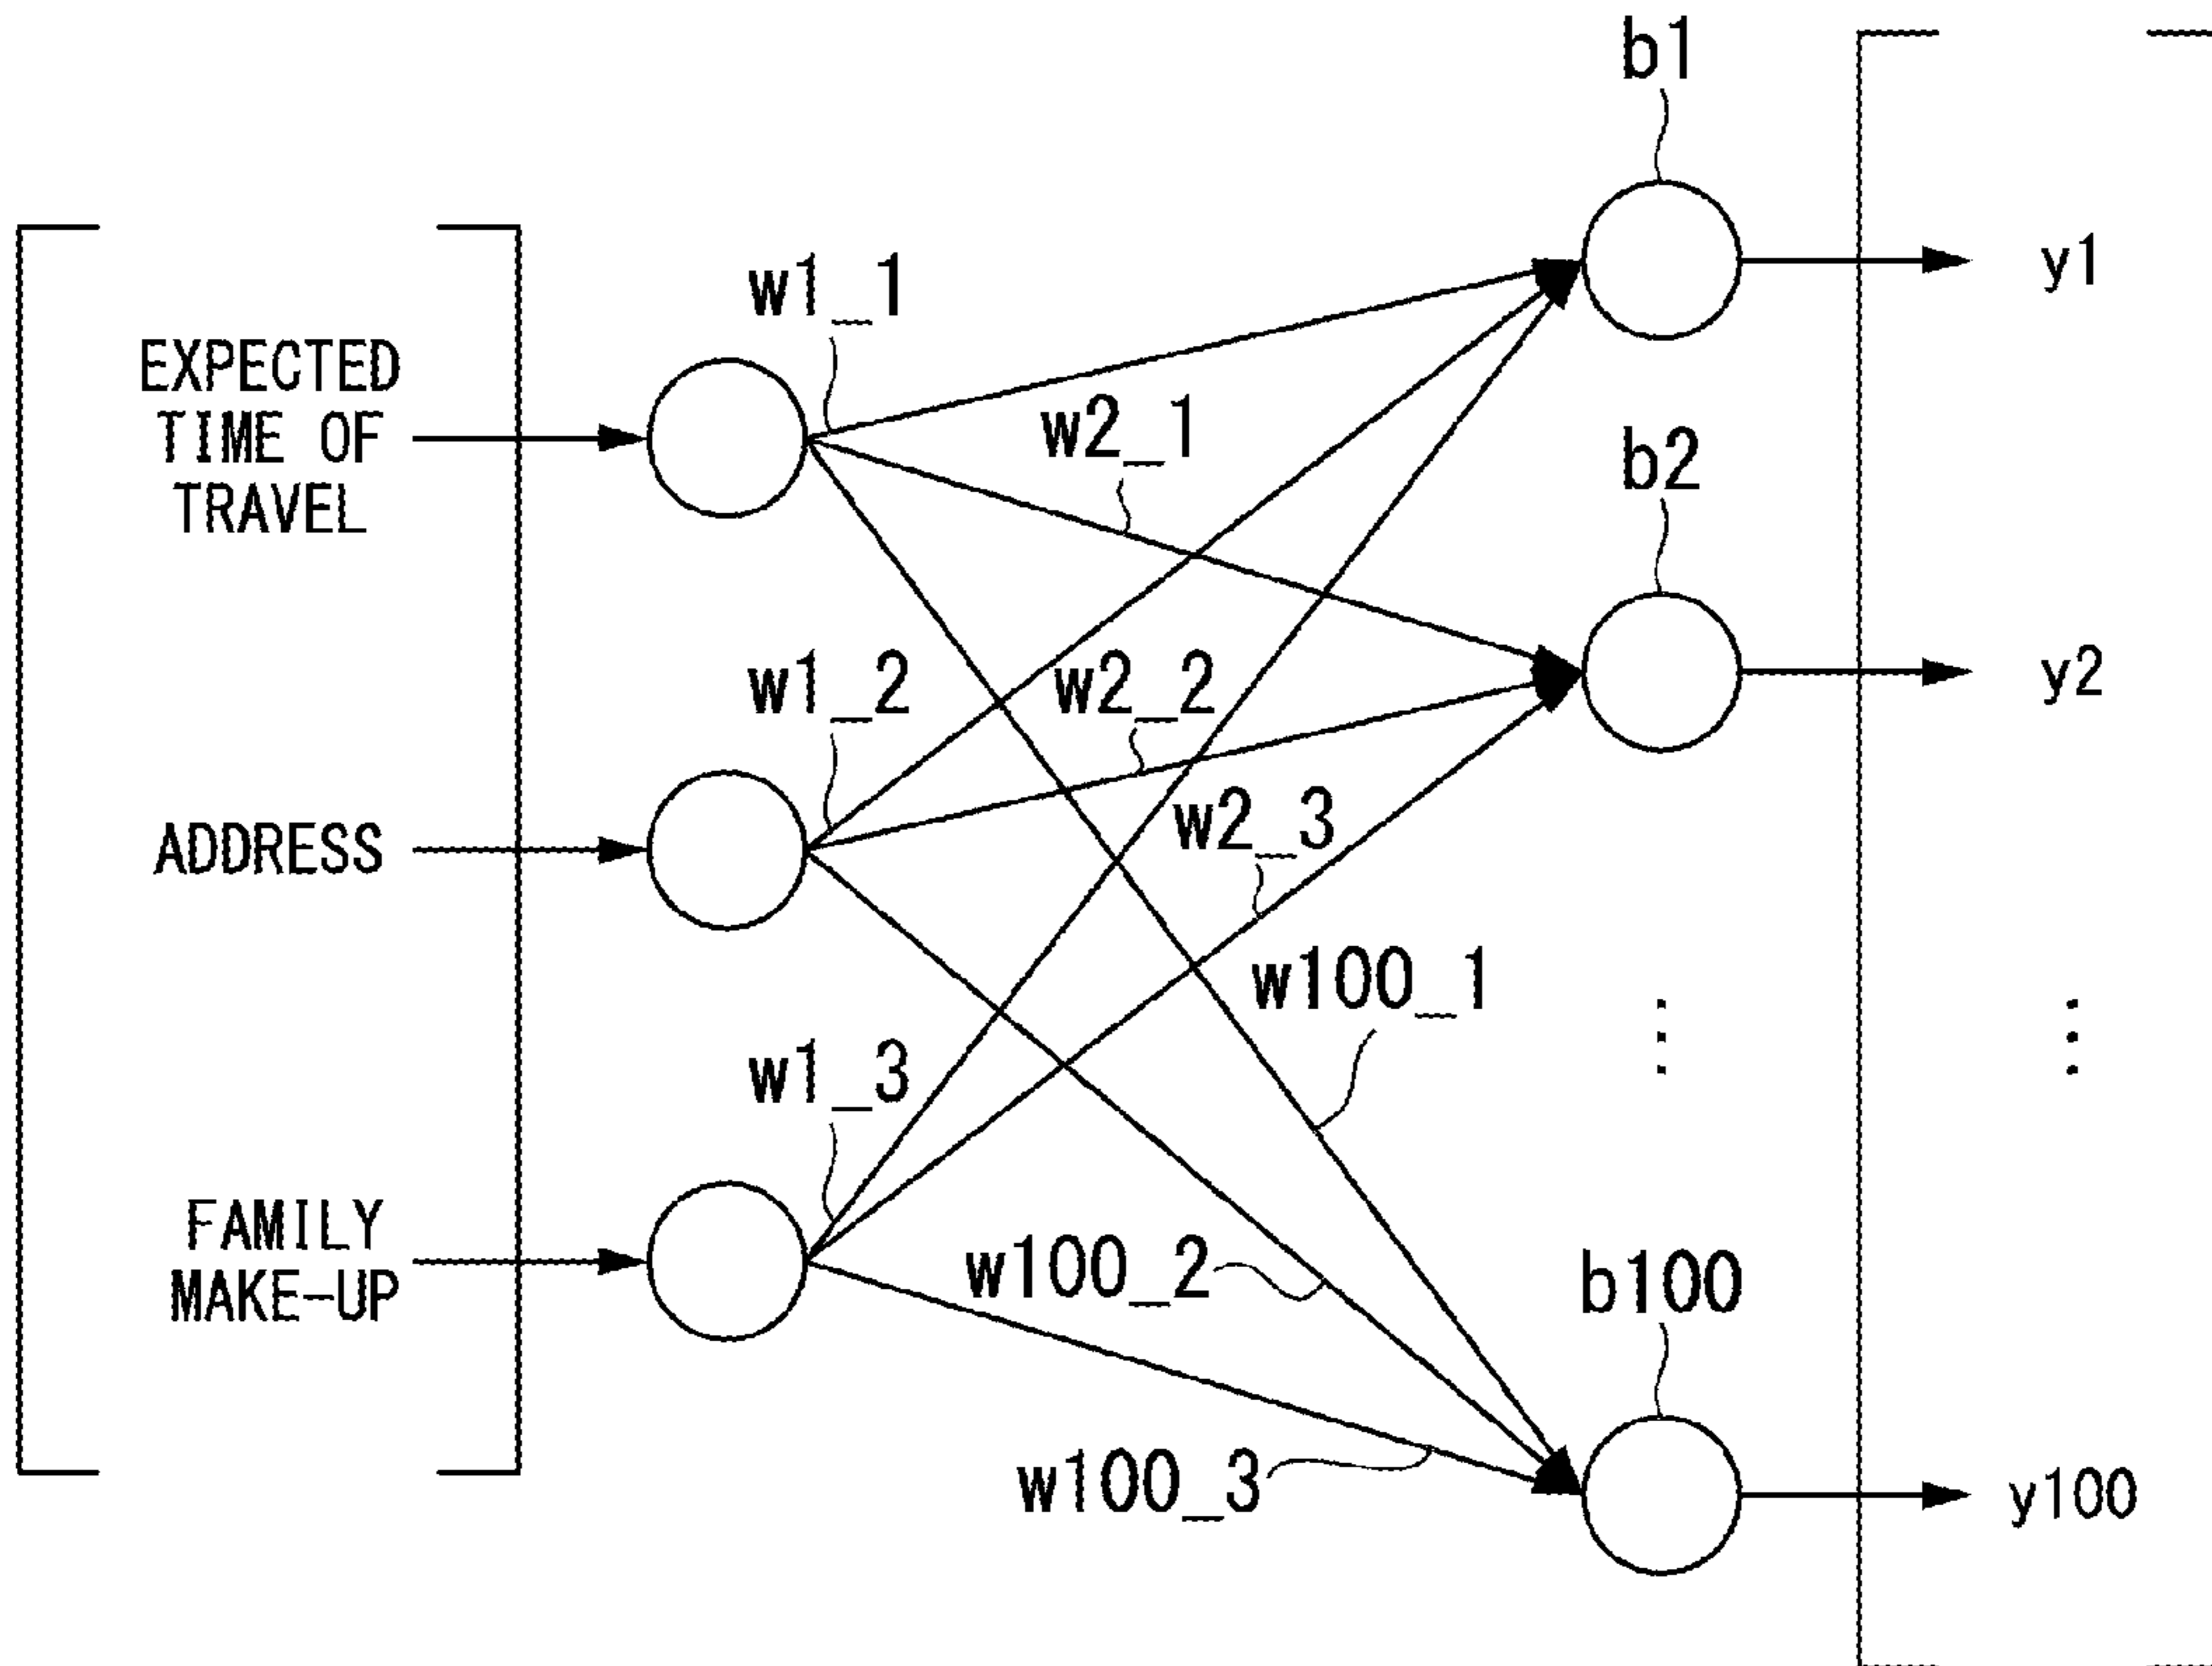 b1
y1
w1_1
EXPECTED
TIME OF
TRAVEL
w2_1
b2
w1_2
w2_2
y2
w2_3
ADDRESS
w100_1
w1_3
FAMILY
MAKE-UP
w100_2
b100
w100_3
y100